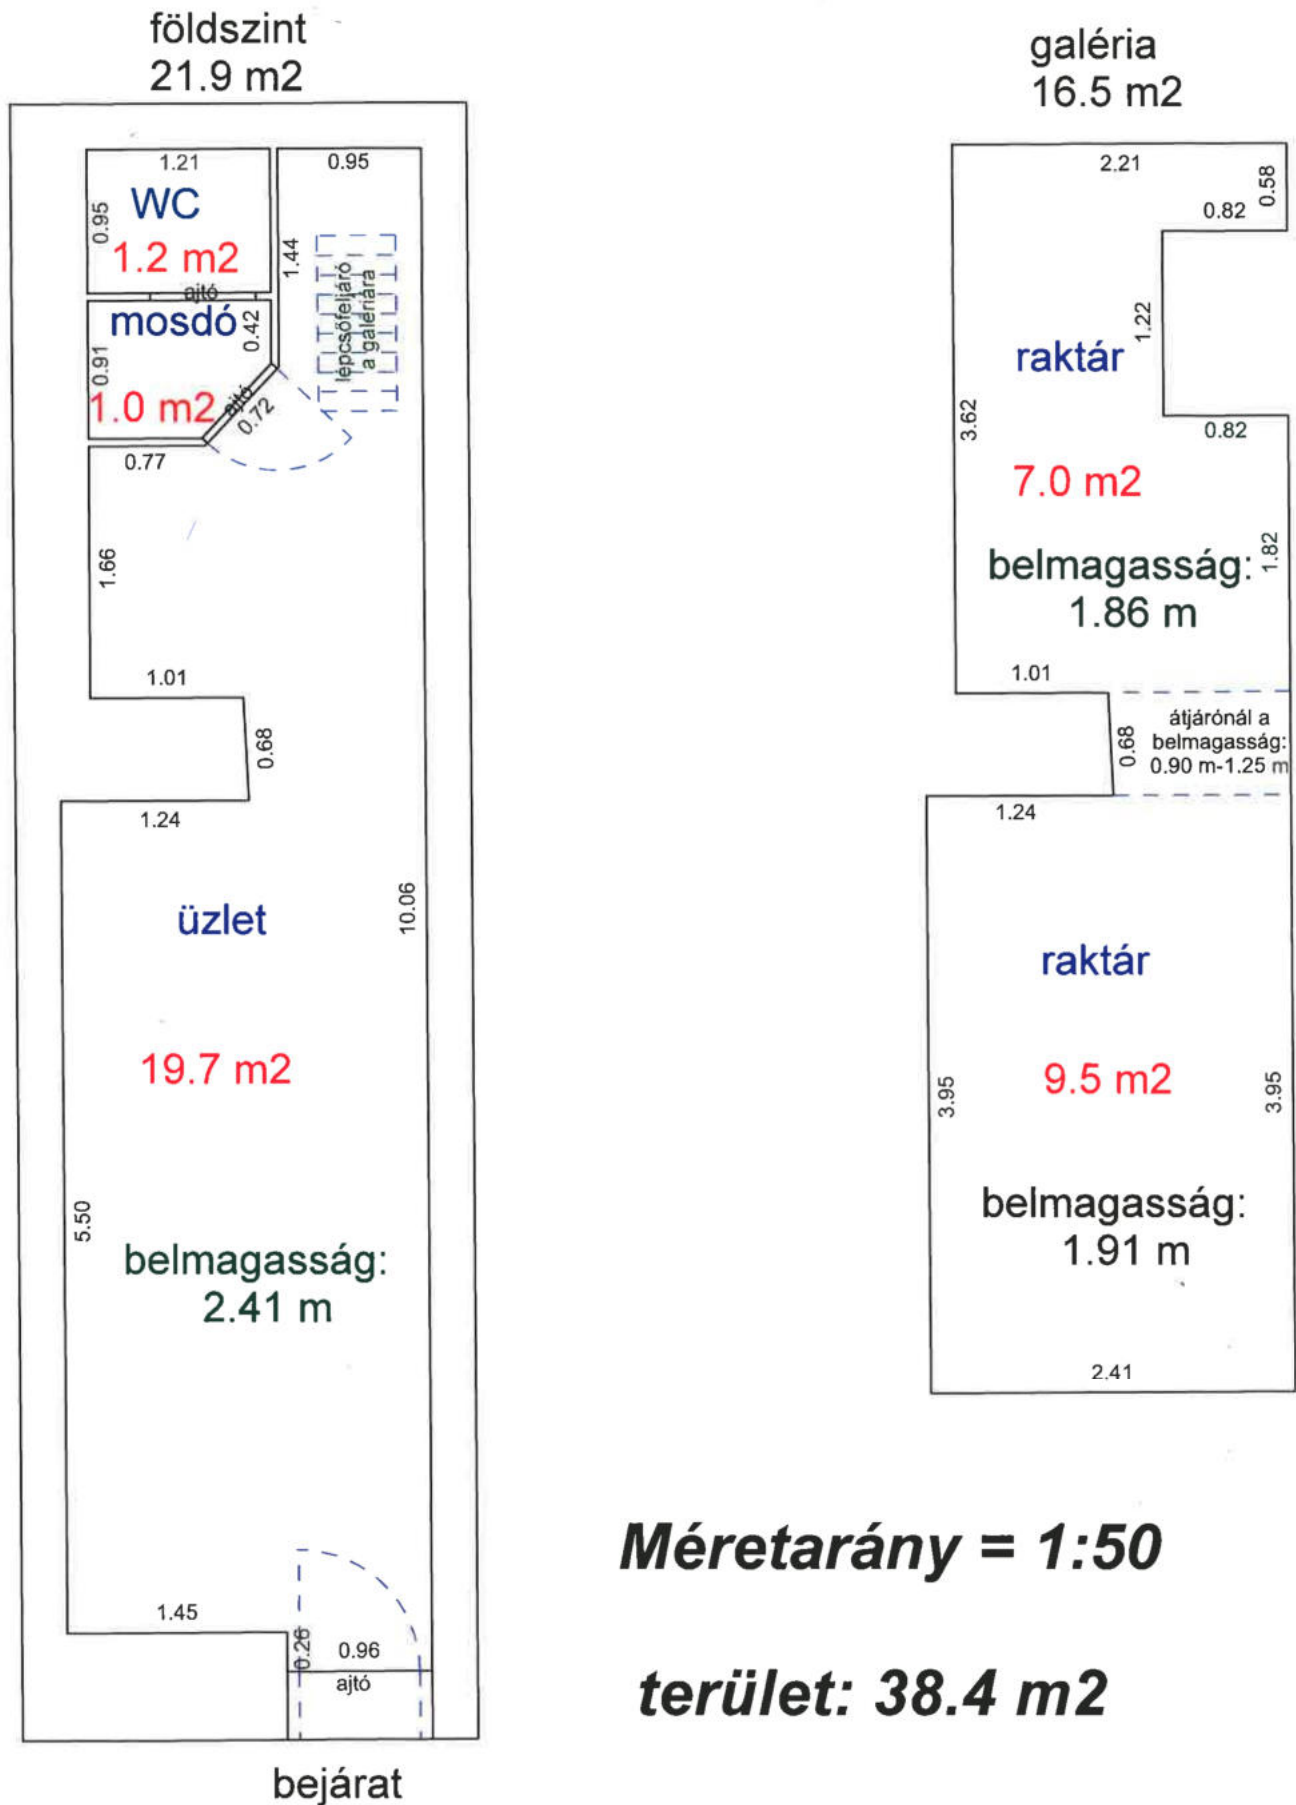 földszint
21.9 m2
1.21
0.95
0.95
WC
1.2 m2
1.44
lépcsőfeljáró
a galériára
ajtó
mosdó
0.42
0.91
1.0 m2
ajtó
0.72
0.77
1.66
1.01
0.68
1.24
üzlet
10.06
19.7 m2
5.50
belmagasság:
2.41 m
1.45
0.26
0.96
ajtó
bejárat
galéria
16.5 m2
2.21
0.58
0.82
1.22
raktár
3.62
0.82
7.0 m2
1.82
belmagasság:
1.86 m
1.01
0.68
átjárónál a
belmagasság:
0.90 m-1.25 m
1.24
raktár
9.5 m2
3.95
3.95
belmagasság:
1.91 m
2.41
Méretarány = 1:50
terület: 38.4 m2